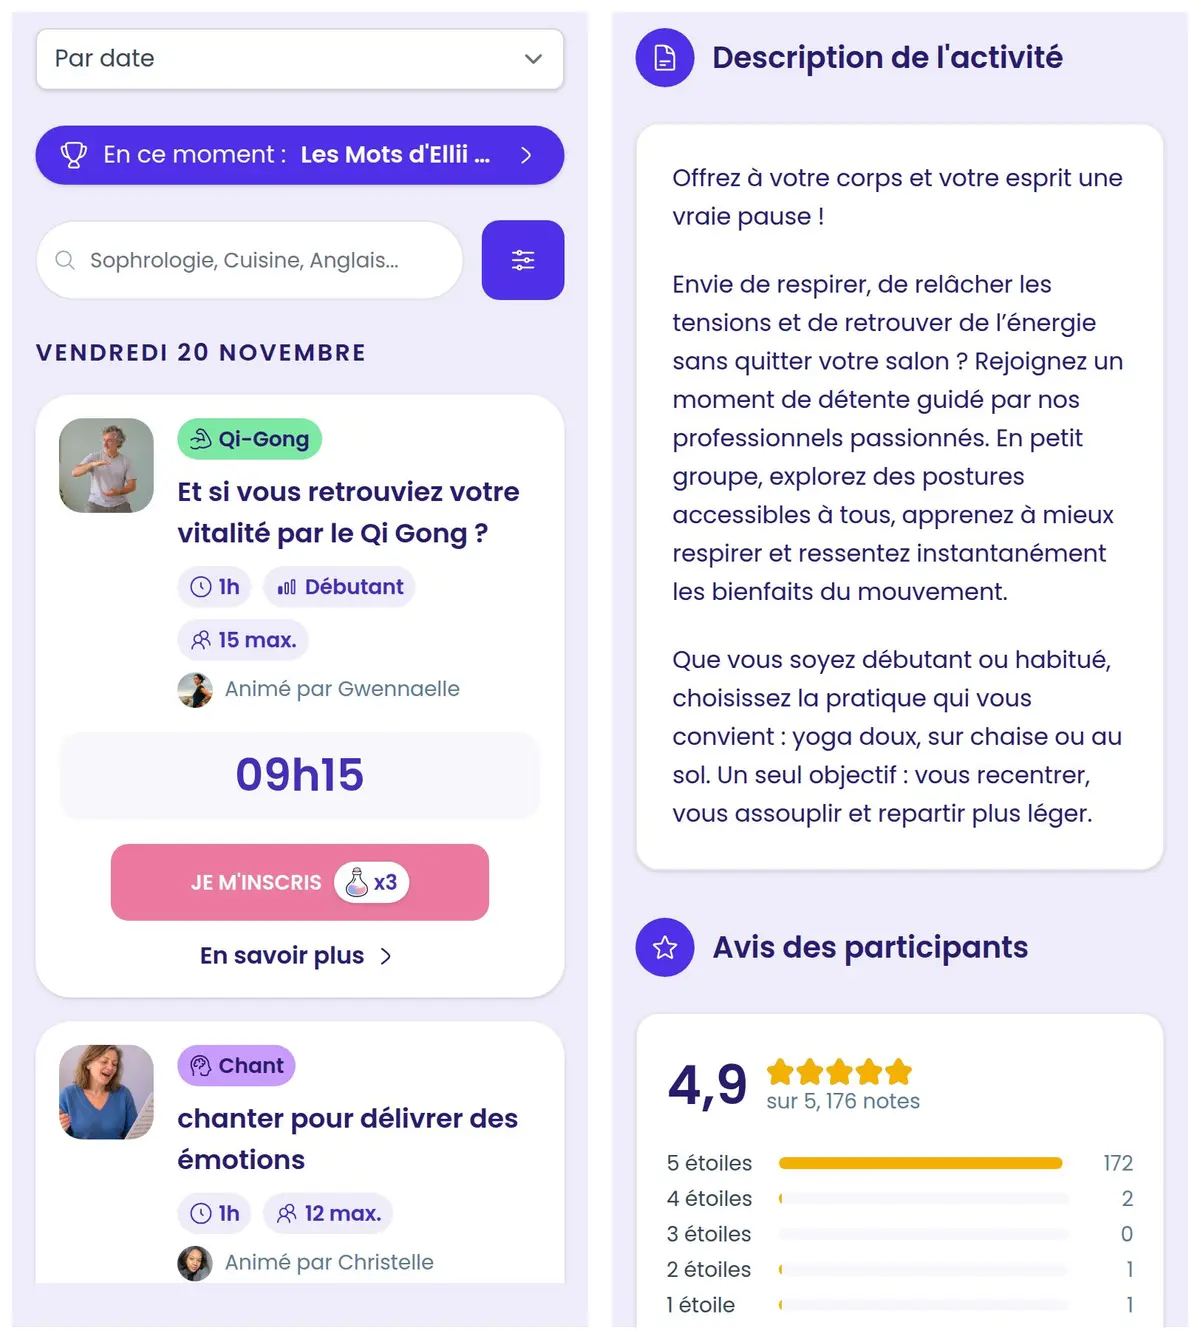 Par date
En ce moment : Les Mots d'Ellii ...
Sophrologie, Cuisine, Anglais...
VENDREDI 20 NOVEMBRE
Qi-Gong
Et si vous retrouviez votre
vitalité par le Qi Gong ?
1h
Débutant
15 max.
Animé par Gwennaelle
09h15
JE M'INSCRIS x3
En savoir plus
Chant
chanter pour délivrer des
émotions
1h
12 max.
Animé par Christelle
Description de l'activité
Offrez à votre corps et votre esprit une
vraie pause !
Envie de respirer, de relâcher les
tensions et de retrouver de l’énergie
sans quitter votre salon ? Rejoignez un
moment de détente guidé par nos
professionnels passionnés. En petit
groupe, explorez des postures
accessibles à tous, apprenez à mieux
respirer et ressentez instantanément
les bienfaits du mouvement.
Que vous soyez débutant ou habitué,
choisissez la pratique qui vous
convient : yoga doux, sur chaise ou au
sol. Un seul objectif : vous recentrer,
vous assouplir et repartir plus léger.
Avis des participants
4,9
sur 5, 176 notes
5 étoiles 172
4 étoiles 2
3 étoiles 0
2 étoiles 1
1 étoile 1